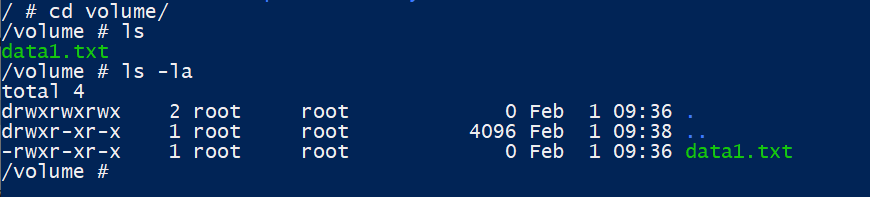 / # cd volume/
/volume # ls
data1.txt
/volume # ls -la
total 4
drwxrwxrwx    2 root     root             0 Feb  1 09:36 .
drwxr-xr-x    1 root     root          4096 Feb  1 09:38 ..
-rwxr-xr-x    1 root     root             0 Feb  1 09:36 data1.txt
/volume #